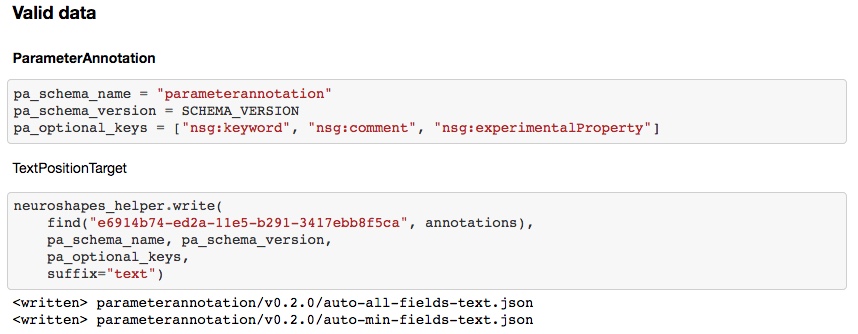 Valid data
ParameterAnnotation
pa_schema_name = "parameterannotation"
pa_schema_version = SCHEMA_VERSION
pa_optional_keys = ["nsg:keyword", "nsg:comment", "nsg:experimentalProperty"]
TextPositionTarget
neuroshapes_helper.write(
    find("e6914b74-ed2a-11e5-b291-3417ebb8f5ca", annotations),
    pa_schema_name, pa_schema_version,
    pa_optional_keys,
    suffix="text")
<written> parameterannotation/v0.2.0/auto-all-fields-text.json
<written> parameterannotation/v0.2.0/auto-min-fields-text.json